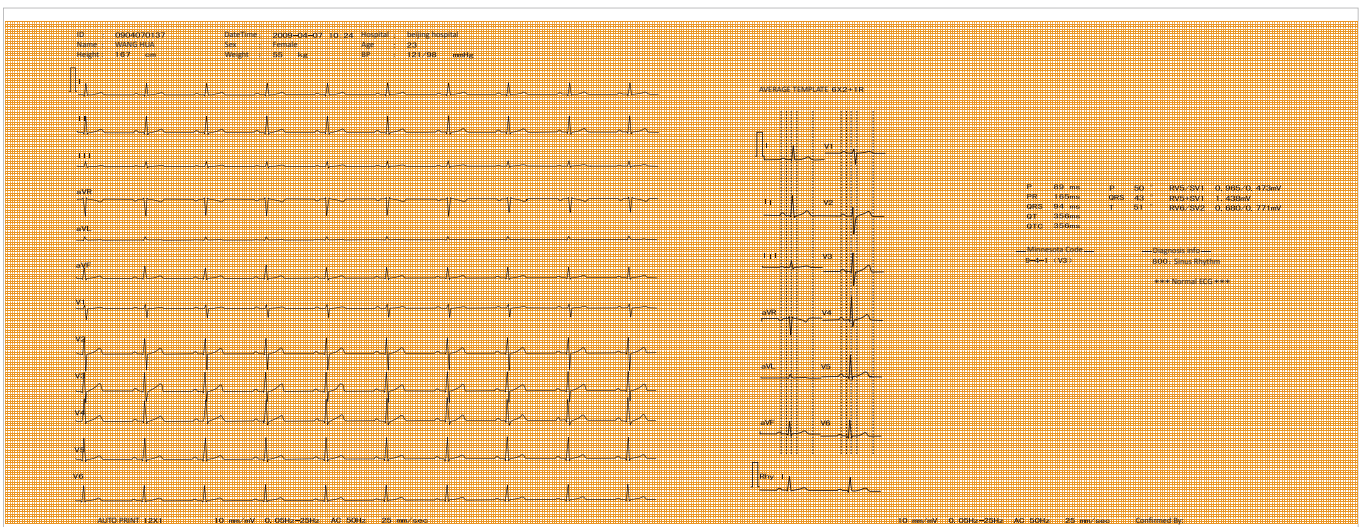 ID : 0904070137 DateTime : 2009-04-07 10 24 Hospital : beijing hospital
Name : WANG HUA Sex : Female Age : 23
Height : 167 cm Weight : 55 kg BP : 121/98 mmHg
I
II
III
aVR
aVL
aVF
V1
V2
V3
V4
V5
V6
AUTO PRINT 12X1 10 mm/mV 0.05Hz-25Hz AC 50Hz 25 mm/sec
AVERAGE TEMPLATE 6X2+1R
I V1
II V2
III V3
aVR V4
aVL V5
aVF V6
Rhy I
P 89 ms P 50 ° RV5/SV1 0.965/0.473mV
PR 165ms QRS 43 ° RV5+SV1 1.438mV
QRS 94 ms T 51 ° RV6/SV2 0.680/0.771mV
QT 356ms
QTC 356ms
Minnesota Code Diagnosis info
9-4-1 (V3) 800: Sinus Rhythm
*** Normal ECG ***
10 mm/mV 0.05Hz-25Hz AC 50Hz 25 mm/sec Confirmed By: